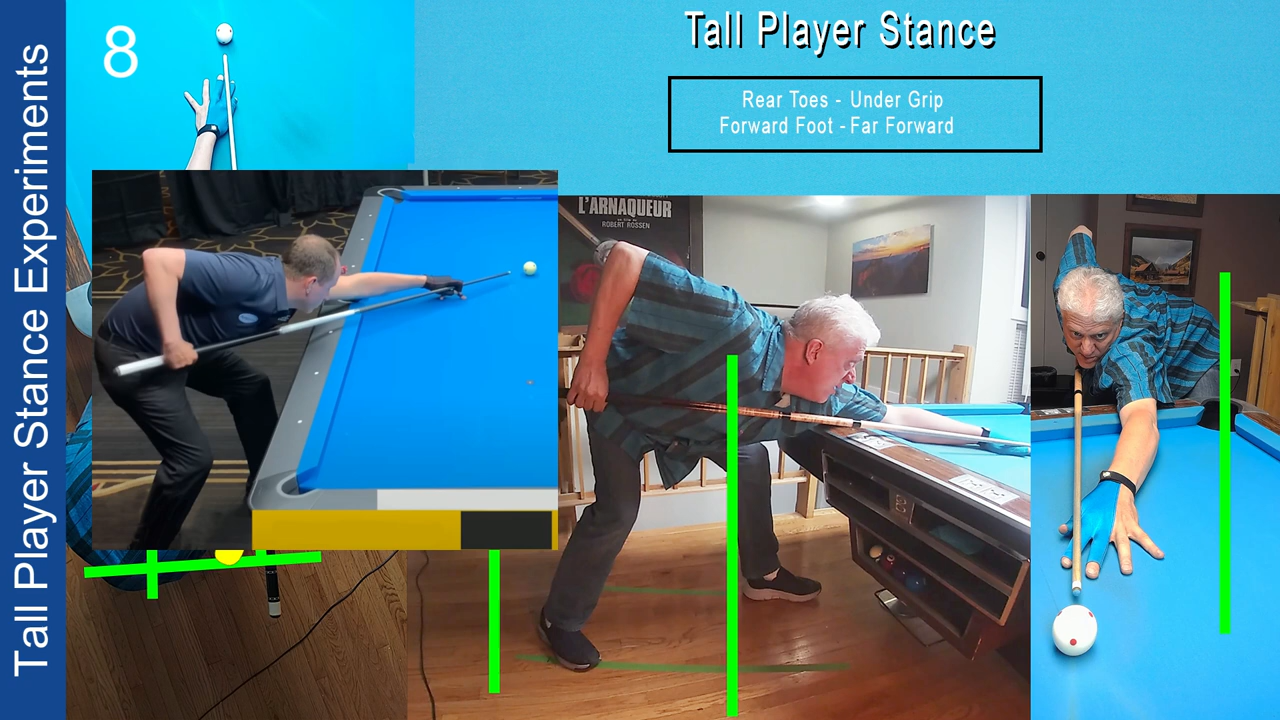 Tall Player Stance Experiments
8
Tall Player Stance
Rear Toes - Under Grip
Forward Foot - Far Forward
L'ARNAQUEUR
ROBERT ROSSEN